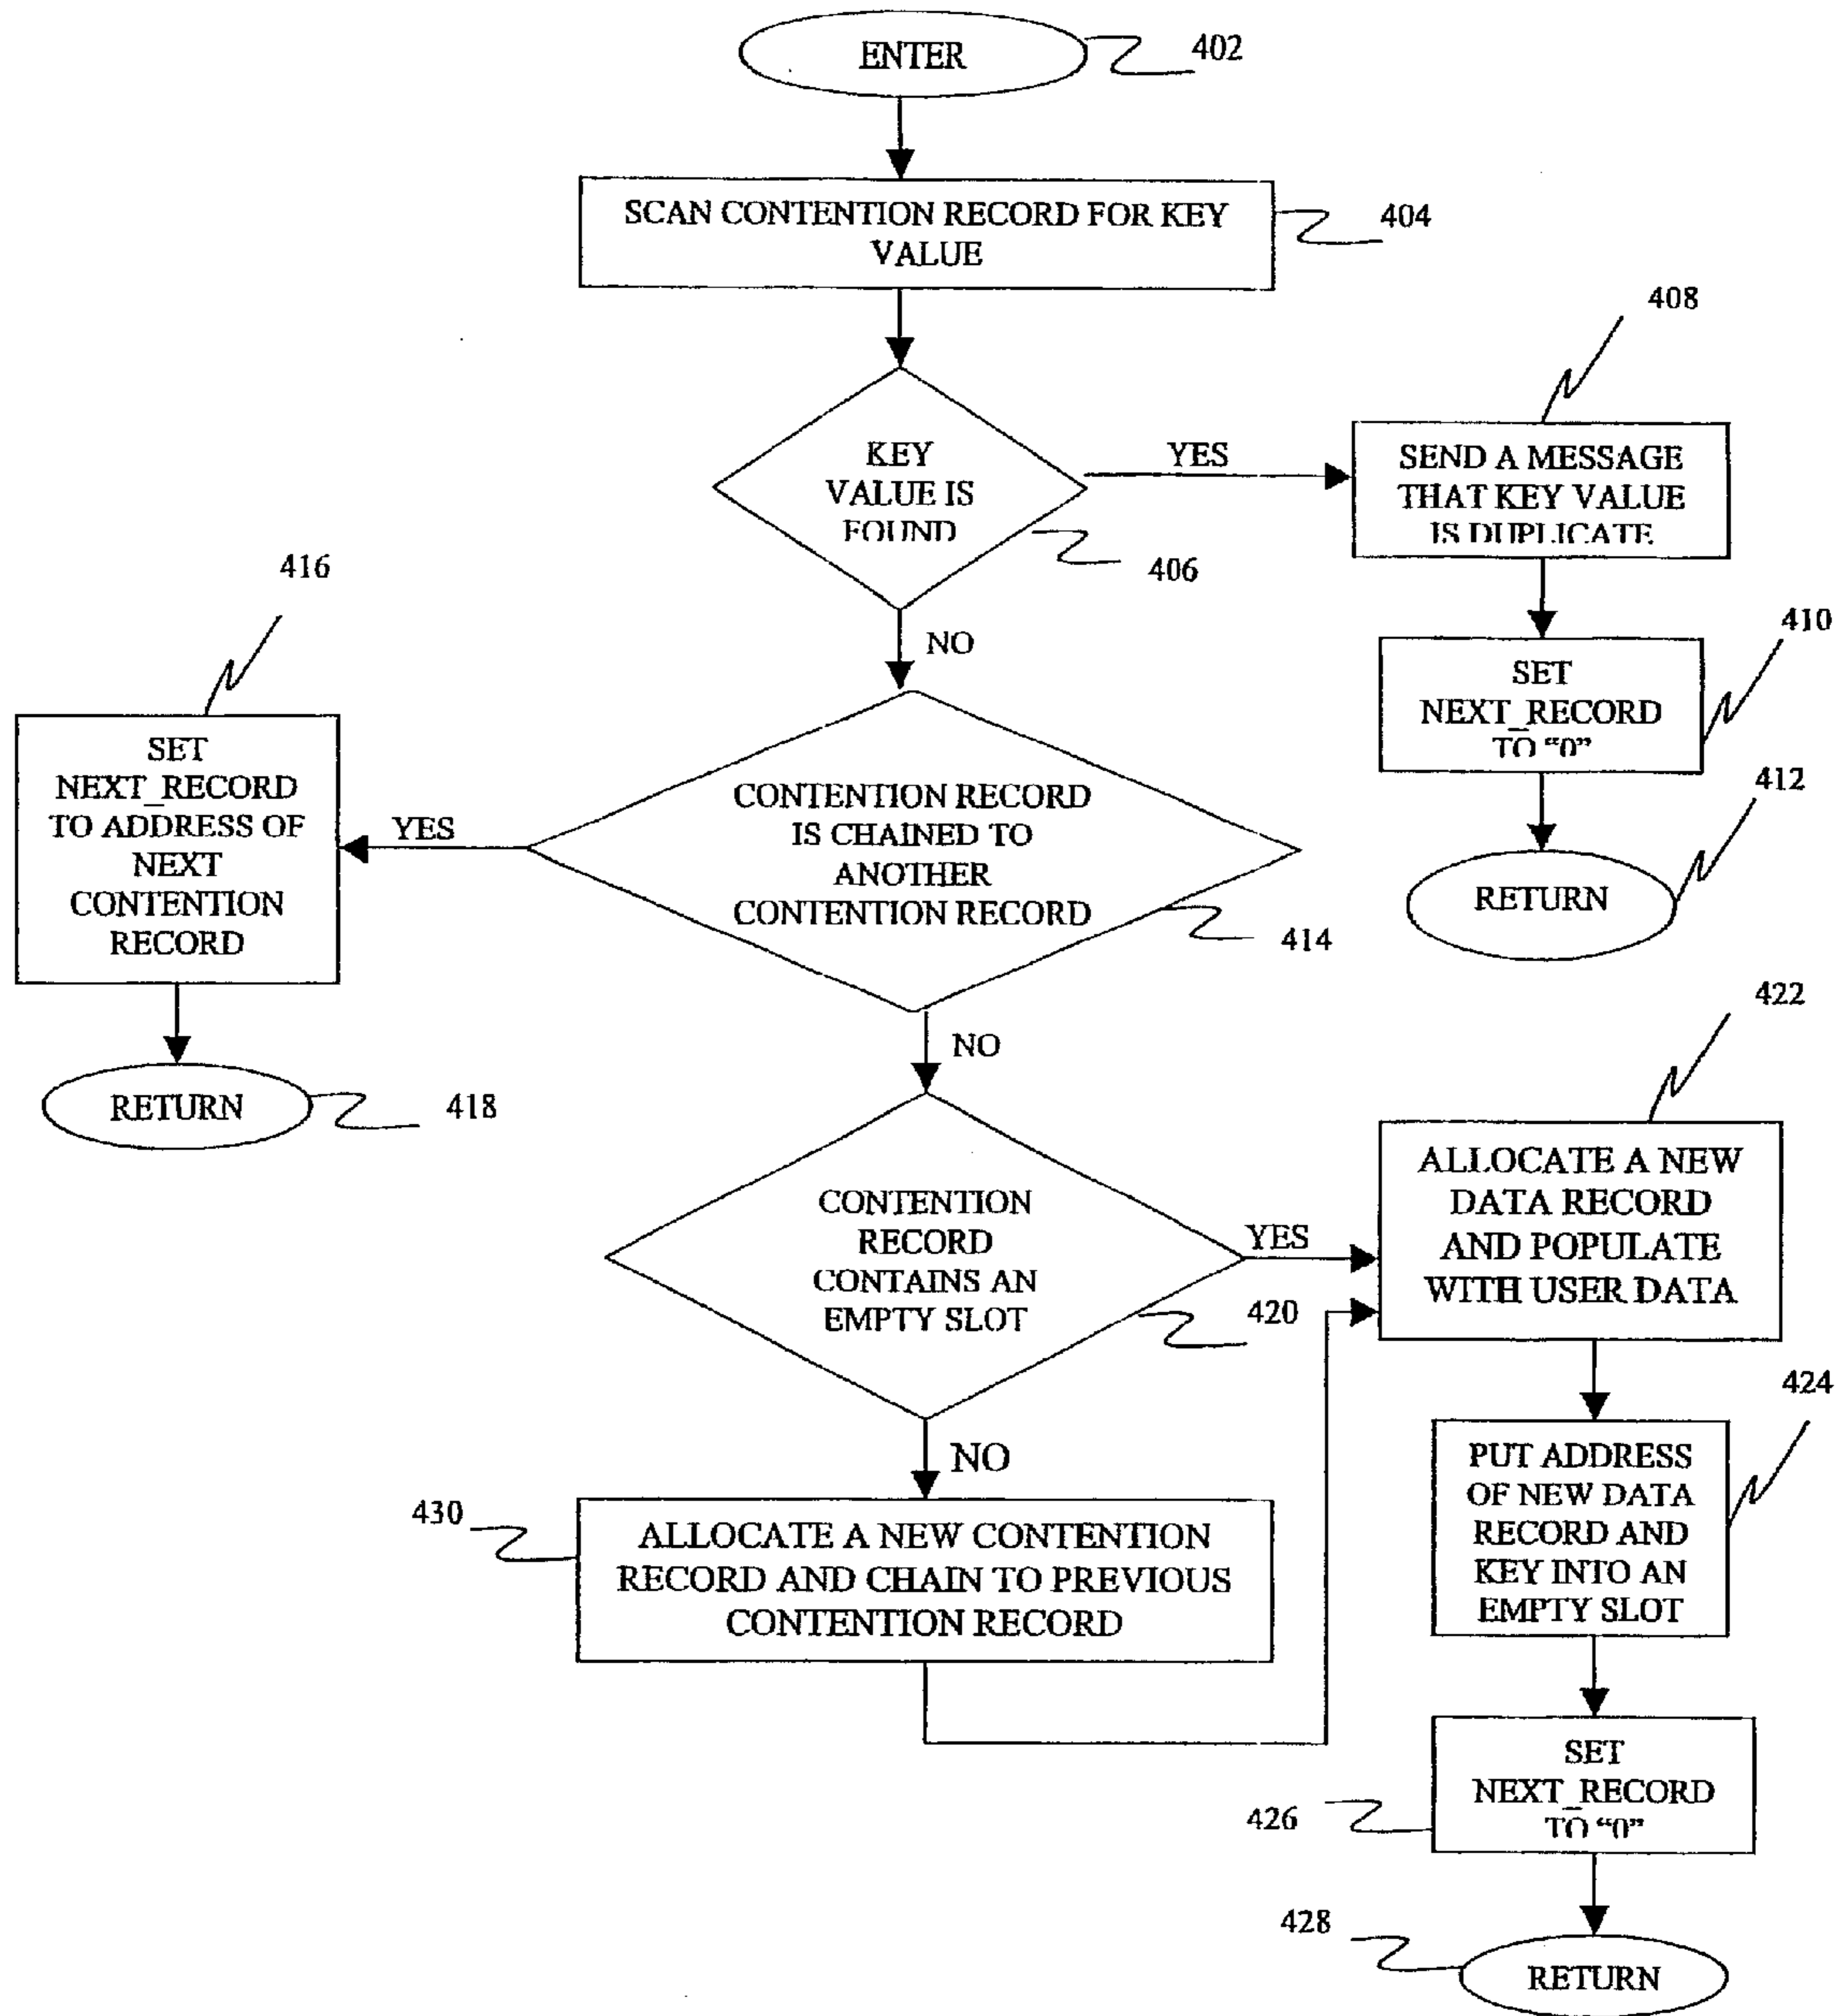 ENTER
402
SCAN CONTENTION RECORD FOR KEY
VALUE
404
408
KEY
VALUE IS
FOUND
YES
406
SEND A MESSAGE
THAT KEY VALUE
IS DUPLICATE
416
NO
410
SET
NEXT_RECORD
TO "0"
SET
NEXT_RECORD
TO ADDRESS OF
NEXT
CONTENTION
RECORD
YES
CONTENTION RECORD
IS CHAINED TO
ANOTHER
CONTENTION RECORD
414
412
RETURN
422
NO
RETURN
418
CONTENTION
RECORD
CONTAINS AN
EMPTY SLOT
YES
420
ALLOCATE A NEW
DATA RECORD
AND POPULATE
WITH USER DATA
424
NO
PUT ADDRESS
OF NEW DATA
RECORD AND
KEY INTO AN
EMPTY SLOT
430
ALLOCATE A NEW CONTENTION
RECORD AND CHAIN TO PREVIOUS
CONTENTION RECORD
SET
NEXT_RECORD
TO "0"
426
428
RETURN